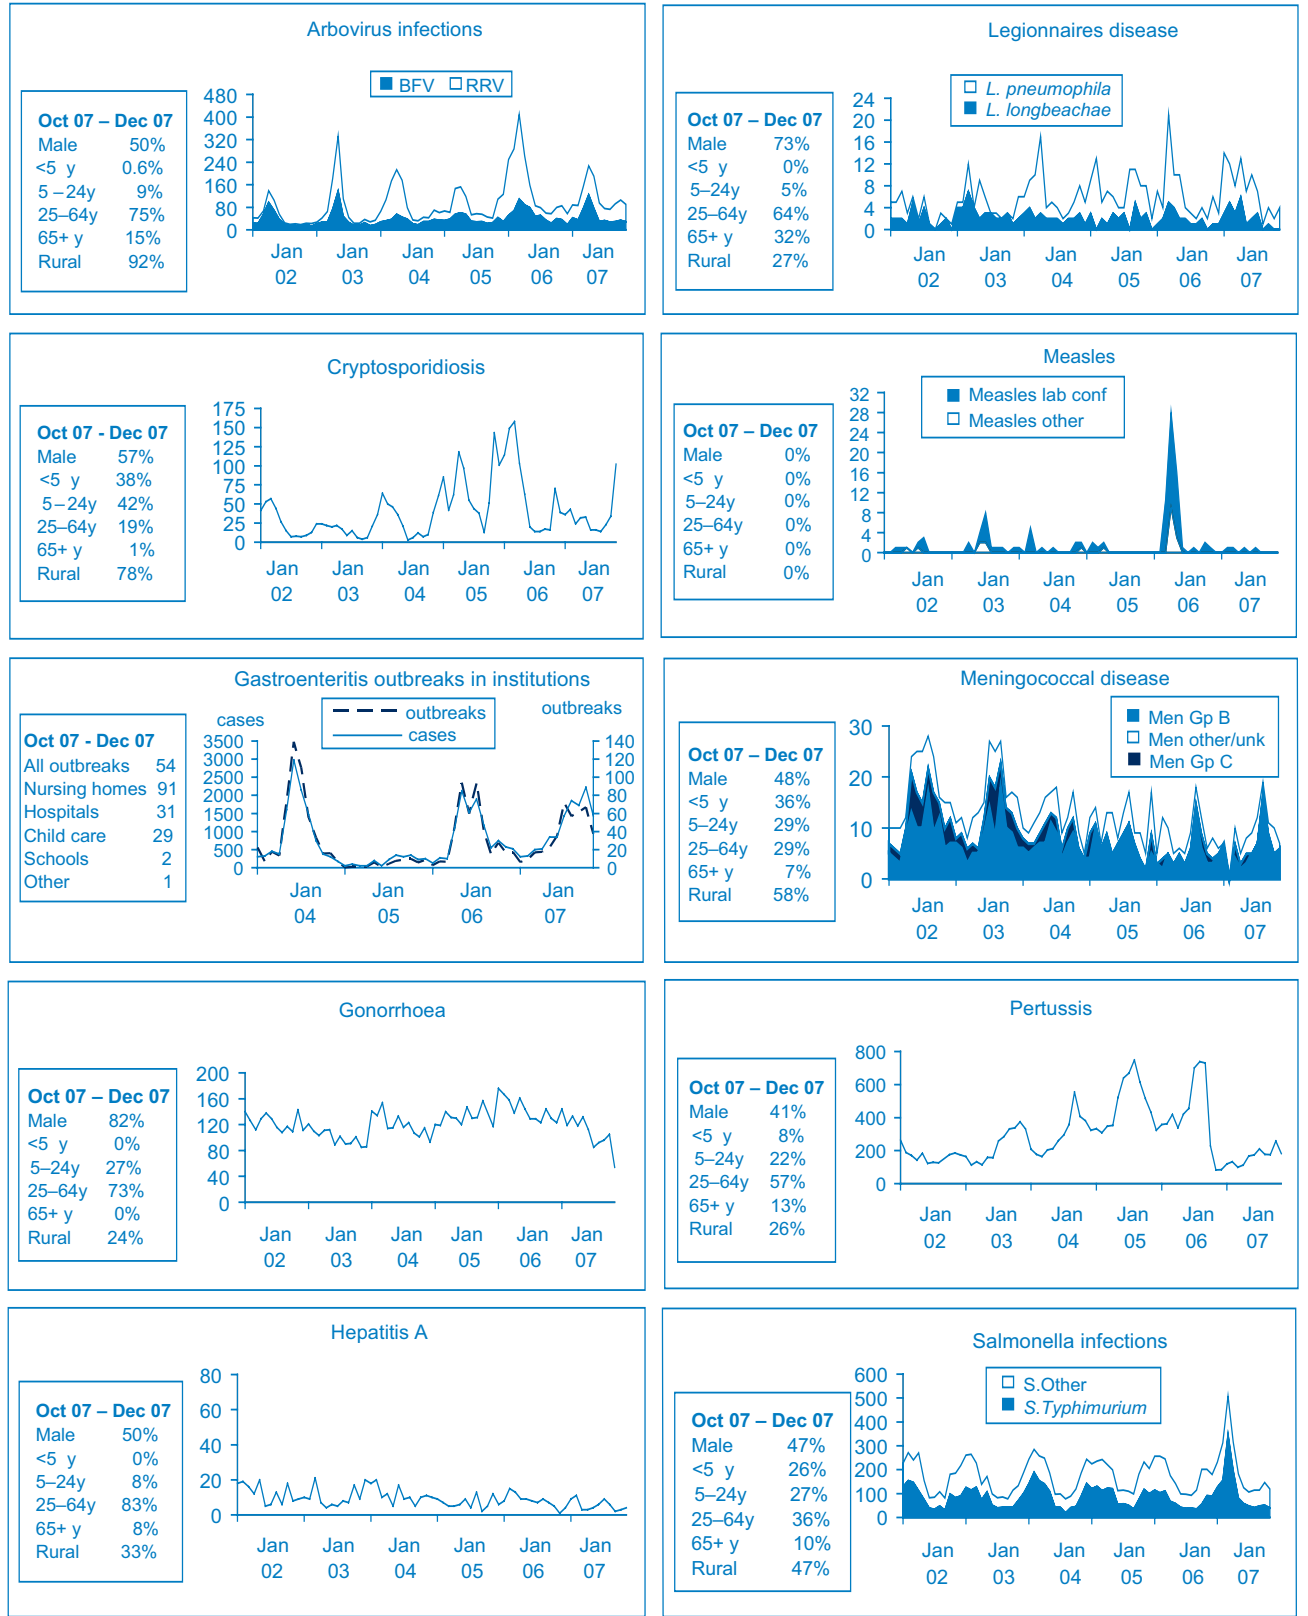 Arbovirus infections
BFV RRV
Oct 07 – Dec 07
Male 50%
<5 y 0.6%
5 – 24y 9%
25–64y 75%
65+ y 15%
Rural 92%
480
400
320
240
160
80
0
Jan Jan Jan Jan Jan Jan
02 03 04 05 06 07
Legionnaires disease
L. pneumophila
L. longbeachae
Oct 07 – Dec 07
Male 73%
<5 y 0%
5–24y 5%
25–64y 64%
65+ y 32%
Rural 27%
24
20
16
12
8
4
0
Jan Jan Jan Jan Jan Jan
02 03 04 05 06 07
Cryptosporidiosis
Oct 07 - Dec 07
Male 57%
<5 y 38%
5–24y 42%
25–64y 19%
65+ y 1%
Rural 78%
175
150
125
100
75
50
25
0
Jan Jan Jan Jan Jan Jan
02 03 04 05 06 07
Measles
Measles lab conf
Measles other
Oct 07 – Dec 07
Male 0%
<5 y 0%
5–24y 0%
25–64y 0%
65+ y 0%
Rural 0%
32
28
24
20
16
12
8
4
0
Jan Jan Jan Jan Jan Jan
02 03 04 05 06 07
Gastroenteritis outbreaks in institutions
cases
outbreaks
outbreaks
cases
Oct 07 - Dec 07
All outbreaks 54
Nursing homes 91
Hospitals 31
Child care 29
Schools 2
Other 1
3500 140
3000 120
2500 100
2000 80
1500 60
1000 40
500 20
0 0
Jan Jan Jan Jan
04 05 06 07
Meningococcal disease
Men Gp B
Men other/unk
Men Gp C
Oct 07 – Dec 07
Male 48%
<5 y 36%
5–24y 29%
25–64y 29%
65+ y 7%
Rural 58%
30
20
10
0
Jan Jan Jan Jan Jan Jan
02 03 04 05 06 07
Gonorrhoea
Oct 07 – Dec 07
Male 82%
<5 y 0%
5–24y 27%
25–64y 73%
65+ y 0%
Rural 24%
200
160
120
80
40
0
Jan Jan Jan Jan Jan Jan
02 03 04 05 06 07
Pertussis
Oct 07 – Dec 07
Male 41%
<5 y 8%
5–24y 22%
25–64y 57%
65+ y 13%
Rural 26%
800
600
400
200
0
Jan Jan Jan Jan Jan Jan
02 03 04 05 06 07
Hepatitis A
Oct 07 – Dec 07
Male 50%
<5 y 0%
5–24y 8%
25–64y 83%
65+ y 8%
Rural 33%
80
60
40
20
0
Jan Jan Jan Jan Jan Jan
02 03 04 05 06 07
Salmonella infections
S.Other
S.Typhimurium
Oct 07 – Dec 07
Male 47%
<5 y 26%
5–24y 27%
25–64y 36%
65+ y 10%
Rural 47%
600
500
400
300
200
100
0
Jan Jan Jan Jan Jan Jan
02 03 04 05 06 07